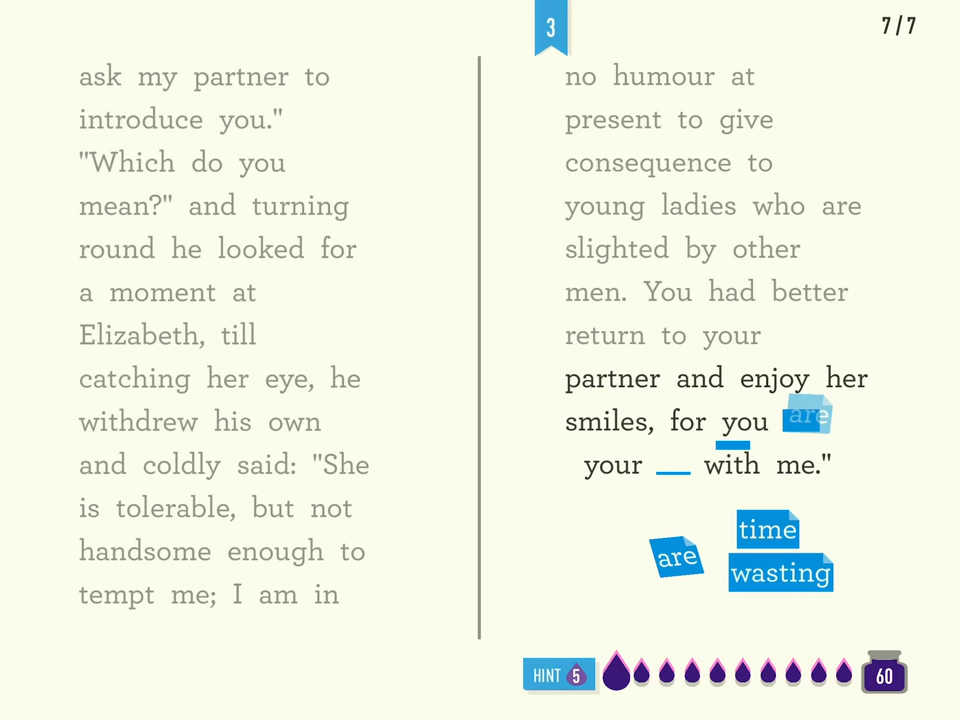 3
7/7
ask my partner to
introduce you."
"Which do you
mean?" and turning
round he looked for
a moment at
Elizabeth, till
catching her eye, he
withdrew his own
and coldly said: "She
is tolerable, but not
handsome enough to
tempt me; I am in
no humour at
present to give
consequence to
young ladies who are
slighted by other
men. You had better
return to your
partner and enjoy her
smiles, for you are
your __ with me."
time
are
wasting
HINT 5
60